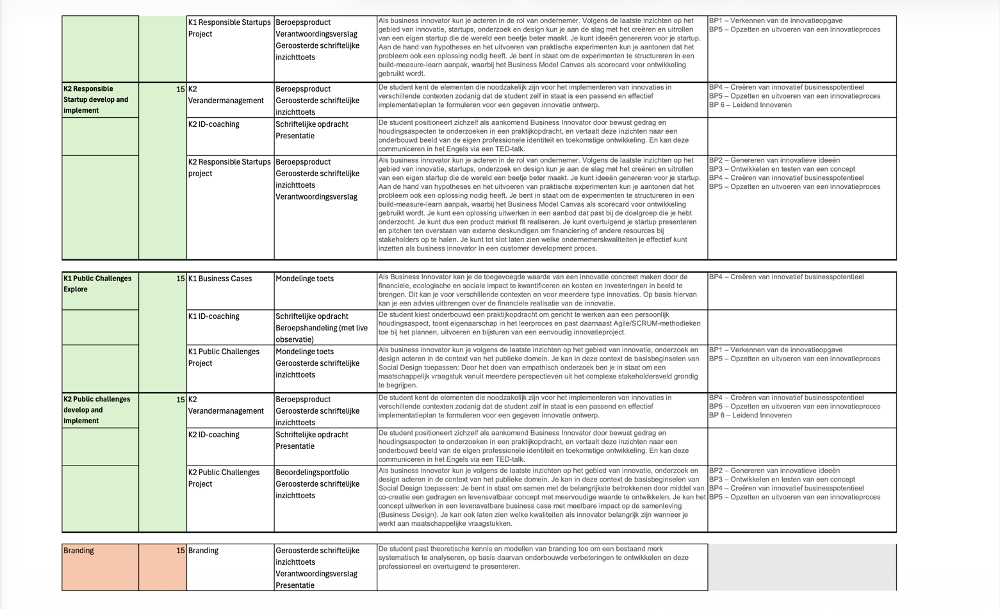 K1 Responsible Startups
Project
Beroepsproduct
Verantwoordingsverslag
Geroosterde schriftelijke
inzichttoets
Als business innovator kun je acteren in de rol van ondernemer. Volgens de laatste inzichten op het
gebied van innovatie, startups, onderzoek en design kun je aan de slag met het creëren en uitrollen
van een eigen startup die de wereld een beetje beter maakt. Je kunt ideeën genereren voor je startup.
Aan de hand van hypotheses en het uitvoeren van praktische experimenten kun je aantonen dat het
probleem ook een oplossing nodig heeft. Je bent in staat om de experimenten te structureren in een
build-measure-learn aanpak, waarbij het Business Model Canvas als scorecard voor ontwikkeling
gebruikt wordt.
BP1 – Verkennen van de innovatieopgave
BP5 – Opzetten en uitvoeren van een innovatieproces
K2 Responsible
Startup develop and
implement
15
K2
Verandermanagement
Beroepsproduct
Geroosterde schriftelijke
inzichttoets
De student kent de elementen die noodzakelijk zijn voor het implementeren van innovaties in
verschillende contexten zodanig dat de student zelf in staat is een passend en effectief
implementatieplan te formuleren voor een gegeven innovatie ontwerp.
BP4 – Creëren van innovatief businesspotentieel
BP5 – Opzetten en uitvoeren van een innovatieproces
BP 6 – Leidend Innoveren
K2 ID-coaching
Schriftelijke opdracht
Presentatie
De student positioneert zichzelf als aankomend Business Innovator door bewust gedrag en
houdingsaspecten te onderzoeken in een praktijkopdracht, en vertaalt deze inzichten naar een
onderbouwd beeld van de eigen professionele identiteit en toekomstige ontwikkeling. En kan deze
communiceren in het Engels via een TED-talk.
K2 Responsible Startups
project
Beroepsproduct
Geroosterde schriftelijke
inzichttoets
Verantwoordingsverslag
Als business innovator kun je acteren in de rol van ondernemer. Volgens de laatste inzichten op het
gebied van innovatie, startups, onderzoek en design kun je aan de slag met het creëren en uitrollen
van een eigen startup die de wereld een beetje beter maakt. Je kunt ideeën genereren voor je startup.
Aan de hand van hypotheses en het uitvoeren van praktische experimenten kun je aantonen dat het
probleem ook een oplossing nodig heeft. Je bent in staat om de experimenten te structureren in een
build-measure-learn aanpak, waarbij het Business Model Canvas als scorecard voor ontwikkeling
gebruikt wordt. Je kunt een oplossing uitwerken in een aanbod dat past bij de doelgroep die je hebt
onderzocht. Je kunt dus een product market fit realiseren. Je kunt overtuigend je startup presenteren
en pitchen ten overstaan van externe deskundigen om financiering of andere resources bij
stakeholders op te halen. Je kunt tot slot laten zien welke ondernemerskwaliteiten je effectief kunt
inzetten als business innovator in een customer development proces.
BP2 – Genereren van innovatieve ideeën
BP3 – Ontwikkelen en testen van een concept
BP4 – Creëren van innovatief businesspotentieel
BP5 – Opzetten en uitvoeren van een innovatieproces
K1 Public Challenges
Explore
15
K1 Business Cases
Mondelinge toets
Als Business Innovator kan je de toegevoegde waarde van een innovatie concreet maken door de
financiele, ecologische en sociale impact te kwantificeren en kosten en investeringen in beeld te
brengen. Dit kan je voor verschillende contexten en voor meerdere type innovaties. Op basis hiervan
kan je een advies uitbrengen over de financiele realisatie van de innovatie.
BP4 – Creëren van innovatief businesspotentieel
K1 ID-coaching
Schriftelijke opdracht
Beroepshandeling (met live
observatie)
De student kiest onderbouwd een praktijkopdracht om gericht te werken aan een persoonlijk
houdingsaspect, toont eigenaarschap in het leerproces en past daarnaast Agile/SCRUM-methodieken
toe bij het plannen, uitvoeren en bijsturen van een eenvoudig innovatieproject.
K1 Public Challenges
Project
Mondelinge toets
Geroosterde schriftelijke
inzichttoets
Als business innovator kun je volgens de laatste inzichten op het gebied van innovatie, onderzoek en
design acteren in de context van het publieke domein. Je kan in deze context de basisbeginselen van
Social Design toepassen: Door het doen van empathisch onderzoek ben je in staat om een
maatschappelijk vraagstuk vanuit meerdere perspectieven uit het complexe stakeholdersveld grondig
te begrijpen.
BP1 – Verkennen van de innovatieopgave
BP5 – Opzetten en uitvoeren van een innovatieproces
K2 Public challenges
develop and
implement
15
K2
Verandermanagement
Beroepsproduct
Geroosterde schriftelijke
inzichttoets
De student kent de elementen die noodzakelijk zijn voor het implementeren van innovaties in
verschillende contexten zodanig dat de student zelf in staat is een passend en effectief
implementatieplan te formuleren voor een gegeven innovatie ontwerp.
BP4 – Creëren van innovatief businesspotentieel
BP5 – Opzetten en uitvoeren van een innovatieproces
BP 6 – Leidend Innoveren
K2 ID-coaching
Schriftelijke opdracht
Presentatie
De student positioneert zichzelf als aankomend Business Innovator door bewust gedrag en
houdingsaspecten te onderzoeken in een praktijkopdracht, en vertaalt deze inzichten naar een
onderbouwd beeld van de eigen professionele identiteit en toekomstige ontwikkeling. En kan deze
communiceren in het Engels via een TED-talk.
K2 Public Challenges
Project
Beoordelingsportfolio
Geroosterde schriftelijke
inzichttoets
Als business innovator kun je volgens de laatste inzichten op het gebied van innovatie, onderzoek en
design acteren in de context van het publieke domein. Je kan in deze context de basisbeginselen van
Social Design toepassen: Je bent in staat om samen met de belangrijkste betrokkenen door middel van
co-creatie een gedragen en levensvatbaar concept met meervoudige waarde te ontwikkelen. Je kan het
concept uitwerken in een levensvatbare business case met meetbare impact op de samenleving
(Business Design). Je kan ook laten zien welke kwaliteiten als innovator belangrijk zijn wanneer je
werkt aan maatschappelijke vraagstukken.
BP2 – Genereren van innovatieve ideeën
BP3 – Ontwikkelen en testen van een concept
BP4 – Creëren van innovatief businesspotentieel
BP5 – Opzetten en uitvoeren van een innovatieproces
Branding
15
Branding
Geroosterde schriftelijke
inzichttoets
Verantwoordingsverslag
Presentatie
De student past theoretische kennis en modellen van branding toe om een bestaand merk
systematisch te analyseren, op basis daarvan onderbouwde verbeteringen te ontwikkelen en deze
professioneel en overtuigend te presenteren.